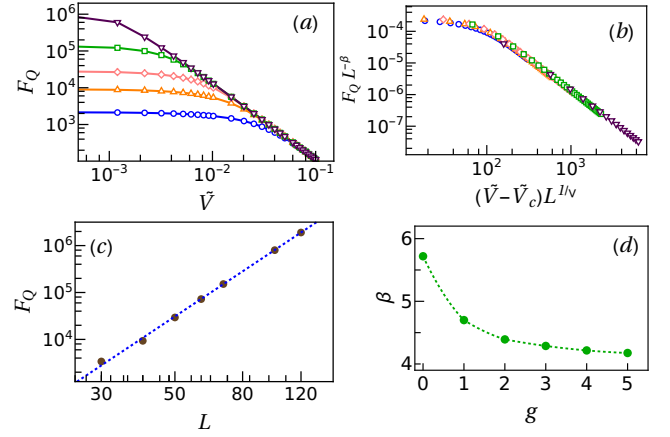 (a)
F_Q
10^6
10^5
10^4
10^3
10^−3
10^−2
10^−1
Ṽ
(b)
F_Q L^−β
10^−4
10^−5
10^−6
10^−7
10^2
10^3
(Ṽ−Ṽ_c)L^1/ν
(c)
F_Q
10^6
10^4
30
50
80
120
L
(d)
β
6
5
4
0 1 2 3 4 5
g